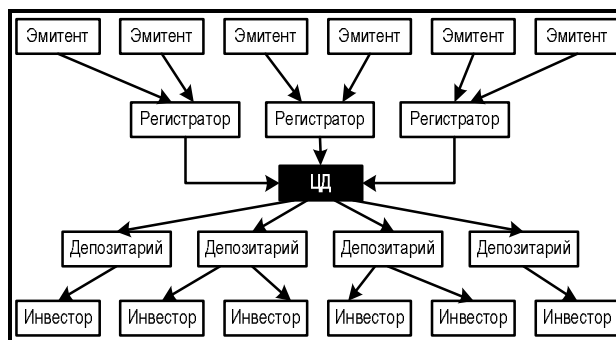 Эмитент Эмитент Эмитент Эмитент Эмитент Эмитент
Регистратор Регистратор Регистратор
ЦД
Депозитарий Депозитарий Депозитарий Депозитарий
Инвестор Инвестор Инвестор Инвестор Инвестор Инвестор